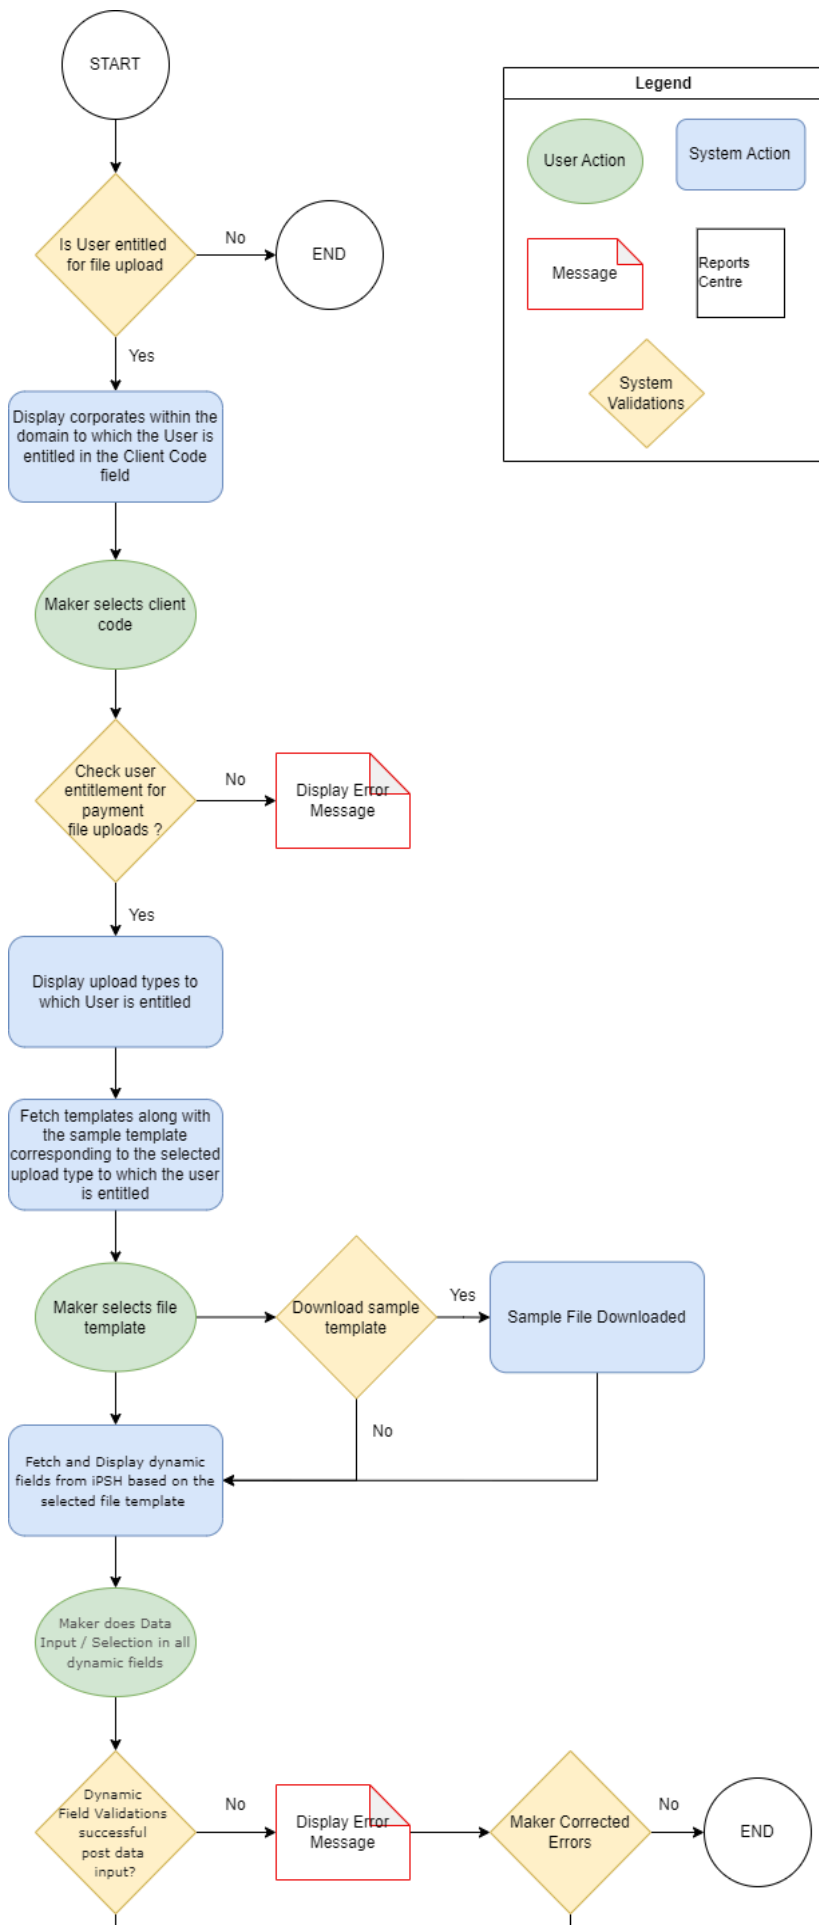 START
Legend
User Action
System Action
Message
Reports
Centre
System
Validations
Is User entitled
for file upload
No
END
Yes
Display corporates within the
domain to which the User is
entitled in the Client Code
field
Maker selects client
code
Check user
entitlement for
payment
file uploads ?
No
Display Error
Message
Yes
Display upload types to
which User is entitled
Fetch templates along with
the sample template
corresponding to the selected
upload type to which the user
is entitled
Maker selects file
template
Download sample
template
Yes
Sample File Downloaded
No
Fetch and Display dynamic
fields from iPSH based on the
selected file template
Maker does Data
Input / Selection in all
dynamic fields
Dynamic
Field Validations
successful
post data
input?
No
Display Error
Message
Maker Corrected
Errors
No
END